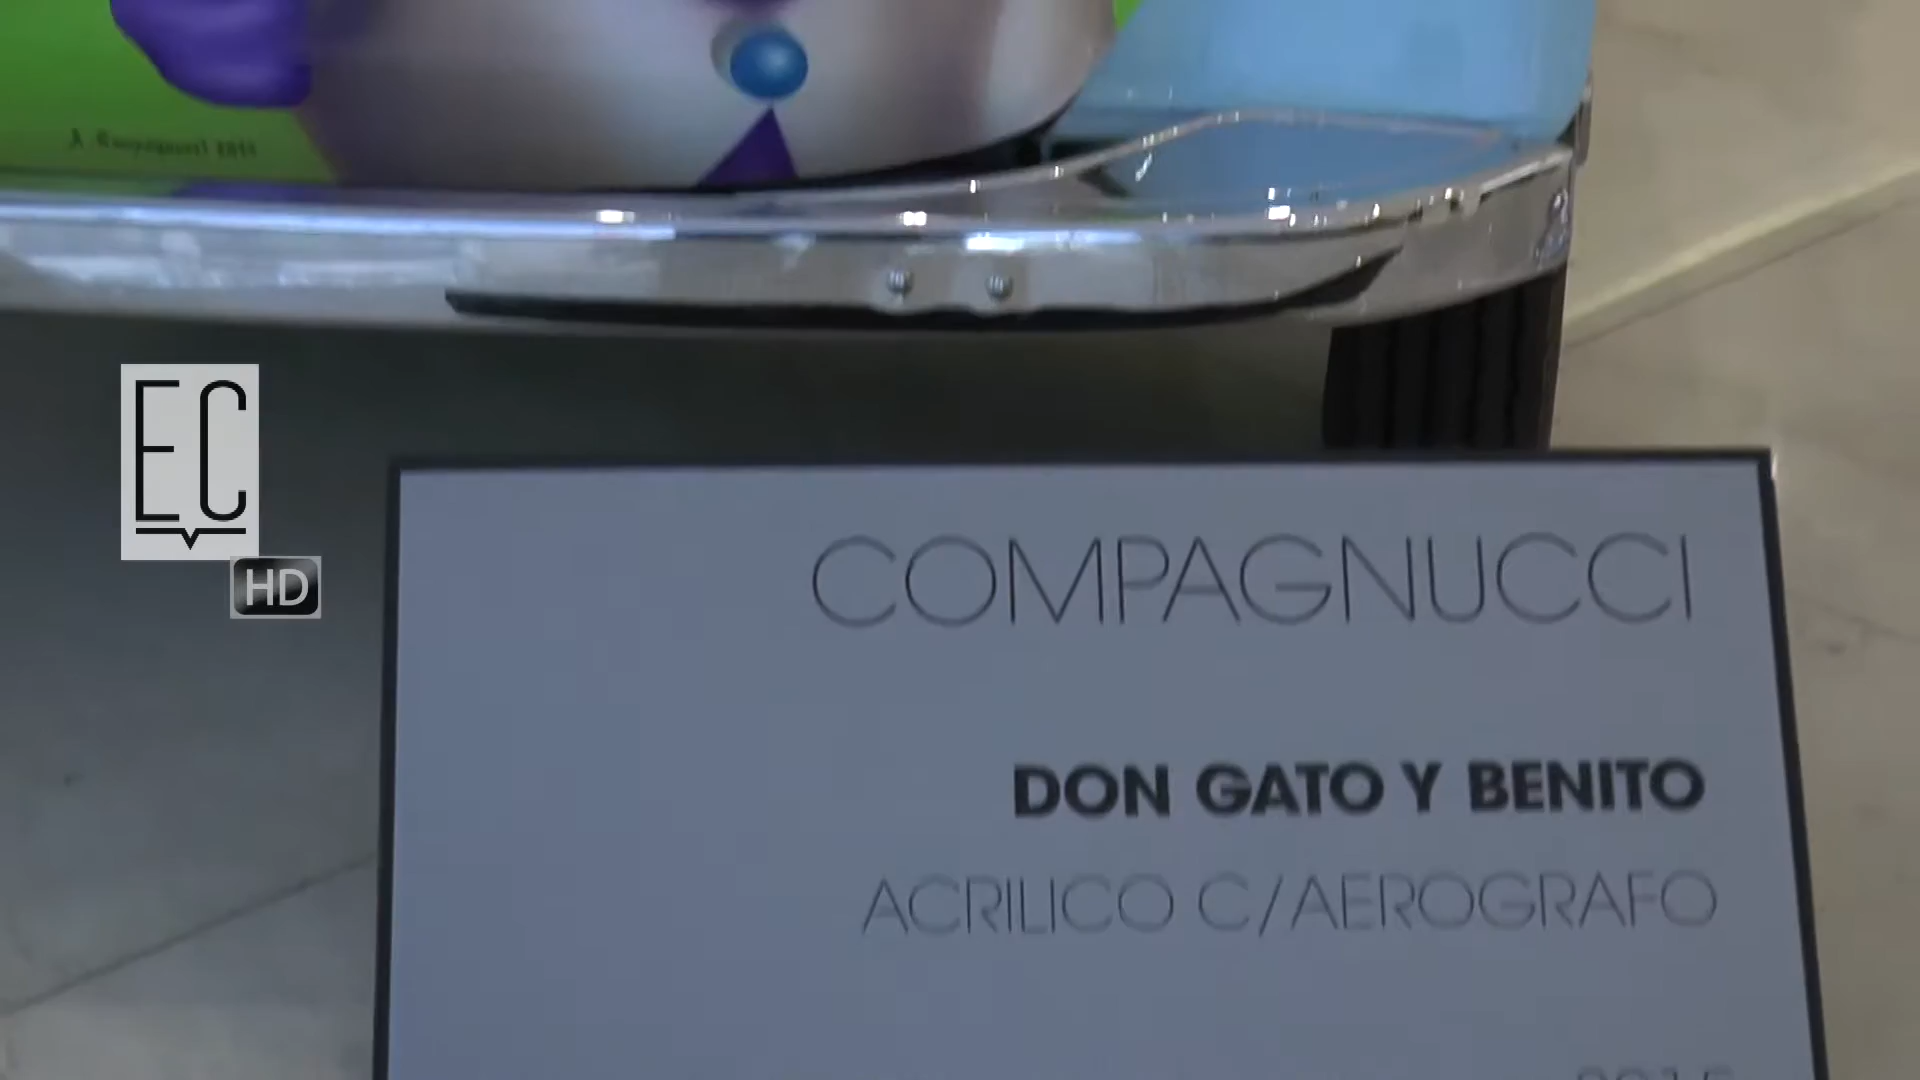 EC
HD
COMPAGNUCCI
DON GATO Y BENITO
ACRILICO C/AEROGRAFO